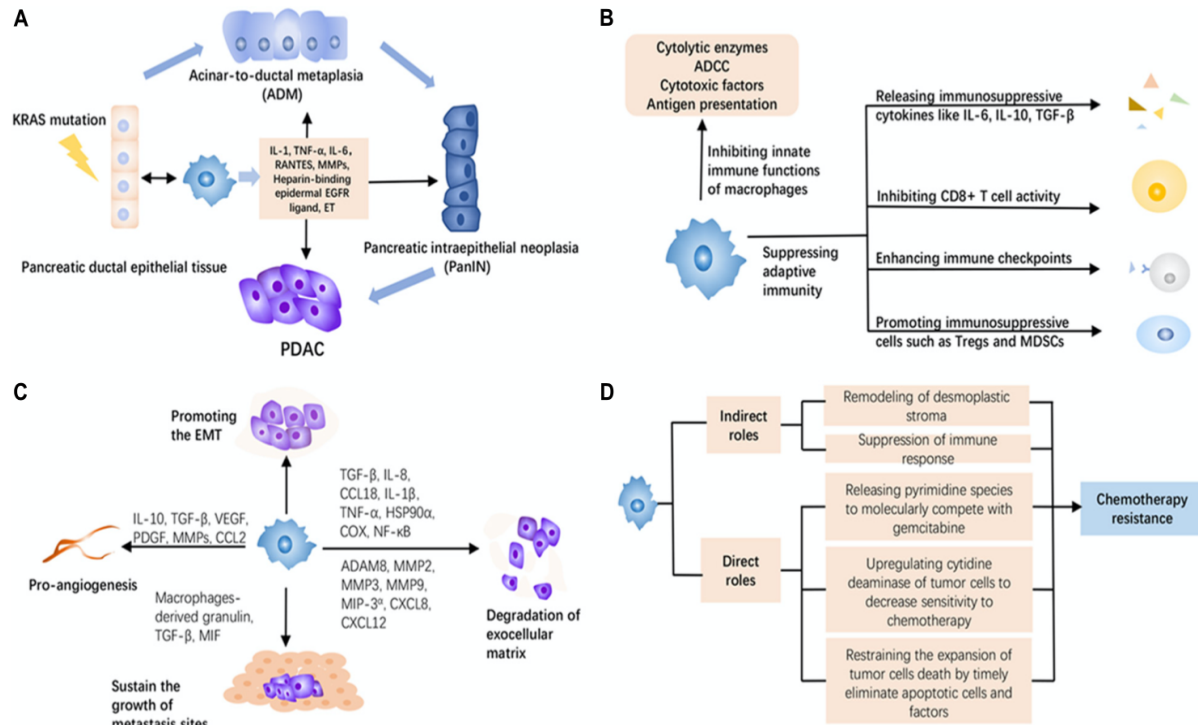 A
Acinar-to-ductal metaplasia
(ADM)
KRAS mutation
IL-1, TNF-α, IL-6,
RANTES, MMPs,
Heparin-binding
epidermal EGFR
ligand, ET
Pancreatic ductal epithelial tissue
Pancreatic intraepithelial neoplasia
(PanIN)
PDAC
B
Cytolytic enzymes
ADCC
Cytotoxic factors
Antigen presentation
Inhibiting innate
immune functions
of macrophages
Suppressing
adaptive
immunity
Releasing immunosuppressive
cytokines like IL-6, IL-10, TGF-β
Inhibiting CD8+ T cell activity
Enhancing immune checkpoints
Promoting immunosuppressive
cells such as Tregs and MDSCs
C
Promoting
the EMT
TGF-β, IL-8,
CCL18, IL-1β,
TNF-α, HSP90α,
COX, NF-κB
IL-10, TGF-β, VEGF,
PDGF, MMPs, CCL2
Pro-angiogenesis
ADAM8, MMP2,
MMP3, MMP9,
MIP-3α, CXCL8,
CXCL12
Degradation of
exocellular
matrix
Macrophages-
derived granulin,
TGF-β, MIF
Sustain the
growth of
metastasis sites
D
Indirect
roles
Remodeling of desmoplastic
stroma
Suppression of immune
response
Direct
roles
Releasing pyrimidine species
to molecularly compete with
gemcitabine
Upregulating cytidine
deaminase of tumor cells to
decrease sensitivity to
chemotherapy
Restraining the expansion of
tumor cells death by timely
eliminate apoptotic cells and
factors
Chemotherapy
resistance